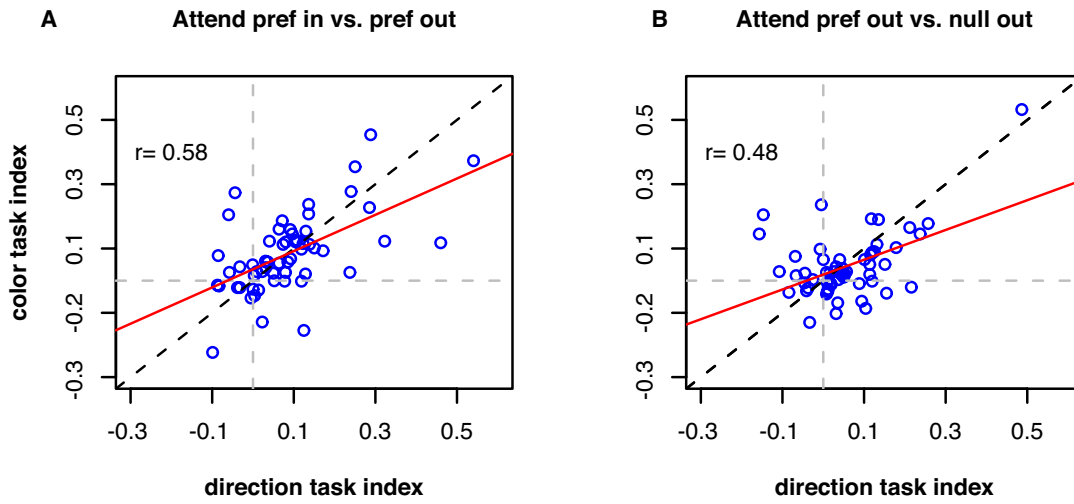 A Attend pref in vs. pref out
B Attend pref out vs. null out
color task index
0.5
0.3
0.1
-0.2
-0.3
r= 0.58
-0.3 -0.1 0.1 0.3 0.5
direction task index
0.5
0.3
0.1
-0.2
-0.3
r= 0.48
-0.3 -0.1 0.1 0.3 0.5
direction task index